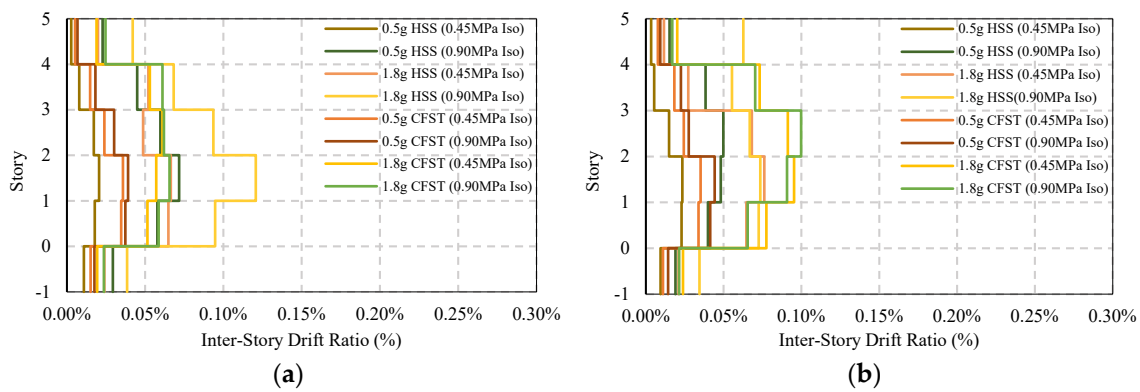 5
4
3
2
1
0
-1
Story
0.00% 0.05% 0.10% 0.15% 0.20% 0.25% 0.30%
Inter-Story Drift Ratio (%)
0.5g HSS (0.45MPa Iso)
0.5g HSS (0.90MPa Iso)
1.8g HSS (0.45MPa Iso)
1.8g HSS (0.90MPa Iso)
0.5g CFST (0.45MPa Iso)
0.5g CFST (0.90MPa Iso)
1.8g CFST (0.45MPa Iso)
1.8g CFST (0.90MPa Iso)
(a)
5
4
3
2
1
0
-1
Story
0.00% 0.05% 0.10% 0.15% 0.20% 0.25% 0.30%
Inter-Story Drift Ratio (%)
0.5g HSS (0.45MPa Iso)
0.5g HSS (0.90MPa Iso)
1.8g HSS (0.45MPa Iso)
1.8g HSS(0.90MPa Iso)
0.5g CFST (0.45MPa Iso)
0.5g CFST (0.90MPa Iso)
1.8g CFST (0.45MPa Iso)
1.8g CFST (0.90MPa Iso)
(b)